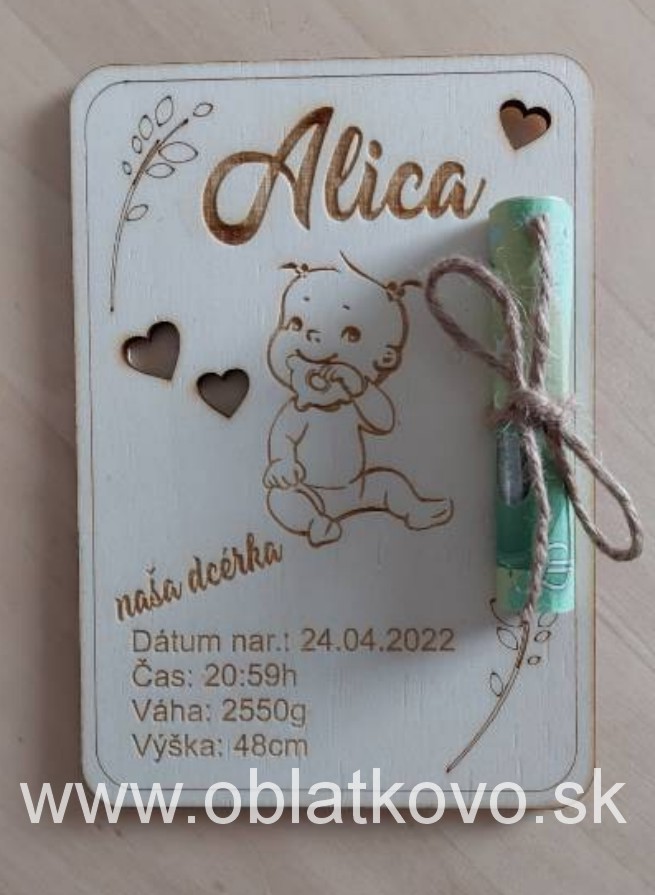 Alica
naša dcérka
Dátum nar.: 24.04.2022
Čas: 20:59h
Váha: 2550g
Výška: 48cm
www.oblatkovo.sk